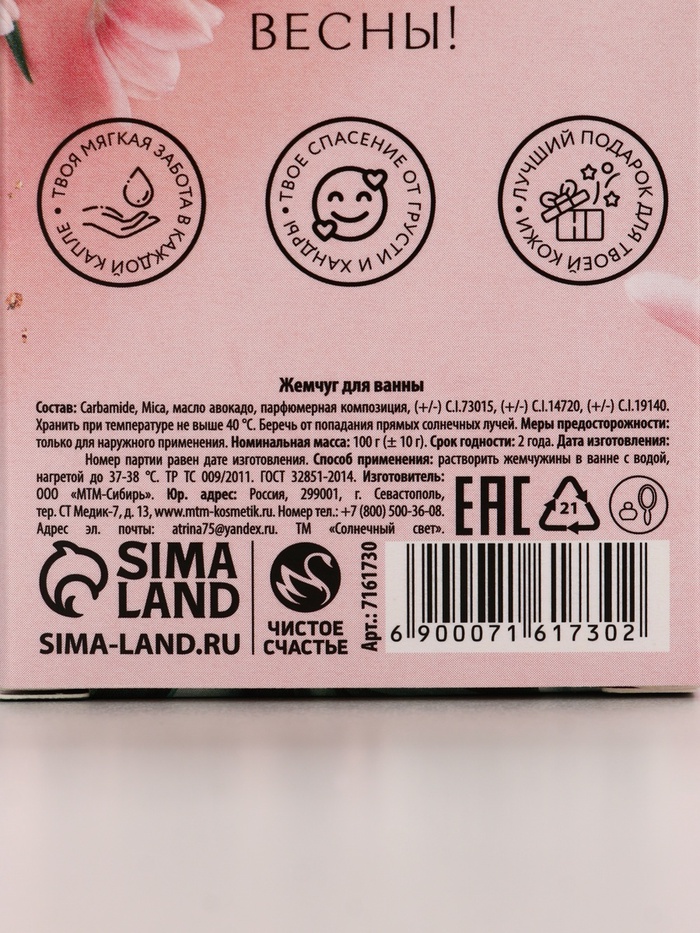 ВЕСНЫ!
ТВОЯ МЯГКАЯ ЗАБОТА В КАЖДОЙ КАПЛЕ •
ТВОЕ СПАСЕНИЕ ОТ ГРУСТИ И ХАНДРЫ •
ЛУЧШИЙ ПОДАРОК ДЛЯ ТВОЕЙ КОЖИ •
Жемчуг для ванны
Состав: Carbamide, Mica, масло авокадо, парфюмерная композиция, (+/-) C.I.73015, (+/-) C.I.14720, (+/-) C.I.19140.
Хранить при температуре не выше 40 °C. Беречь от попадания прямых солнечных лучей. Меры предосторожности:
только для наружного применения. Номинальная масса: 100 г (± 10 г). Срок годности: 2 года. Дата изготовления:
Номер партии равен дате изготовления. Способ применения: растворить жемчужины в ванне с водой,
нагретой до 37-38 °C. ТР ТС 009/2011. ГОСТ 32851-2014. Изготовитель:
ООО «МТМ-Сибирь». Юр. адрес: Россия, 299001, г. Севастополь,
тер. СТ Медик-7, д. 13, www.mtm-kosmetik.ru. Номер тел.: +7 (800) 500-36-08.
Адрес эл. почты: atrina75@yandex.ru. ТМ «Солнечный свет».
EAC
21
SIMA
LAND
SIMA-LAND.RU
ЧИСТОЕ
СЧАСТЬЕ
Арт.: 7161730
6 900071 617302